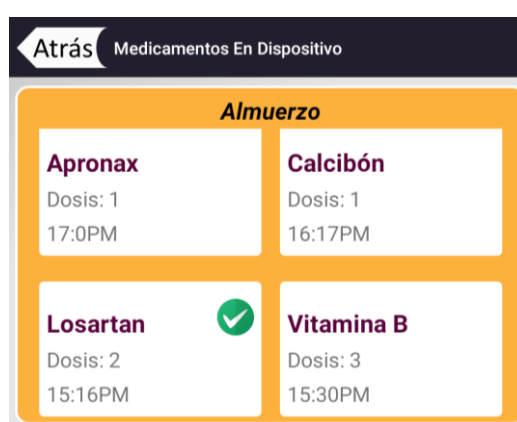 Atrás Medicamentos En Dispositivo
Almuerzo
Apronax
Dosis: 1
17:0PM
Calcibón
Dosis: 1
16:17PM
Losartan
Dosis: 2
15:16PM
Vitamina B
Dosis: 3
15:30PM